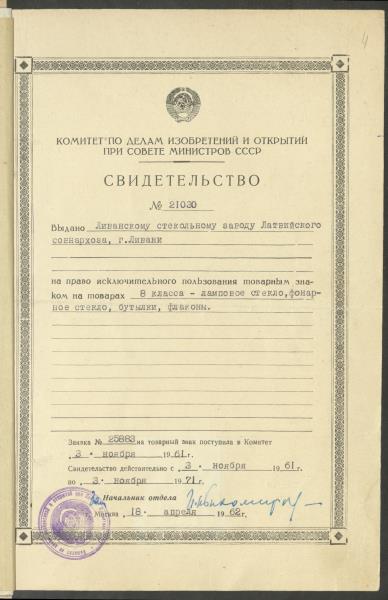 4
КОМИТЕТ ПО ДЕЛАМ ИЗОБРЕТЕНИЙ И ОТКРЫТИЙ
ПРИ СОВЕТЕ МИНИСТРОВ СССР
СВИДЕТЕЛЬСТВО
№ 21030
Выдано Ливанскому стекольному заводу Латвийского
совнархоза, г.Ливани
на право исключительного пользования товарным зна-
ком на товарах 8 класса - ламповое стекло,фонар-
ное стекло, бутылки, флаконы.
Заявка № 25883 на товарный знак поступила в Комитет
„3. ноября 1961 г.
Свидетельство действительно с „3. ноября 1961 г.
по „3. ноября 1971 г.
Начальник отдела
г. Москва 18. апреля 1962 г.